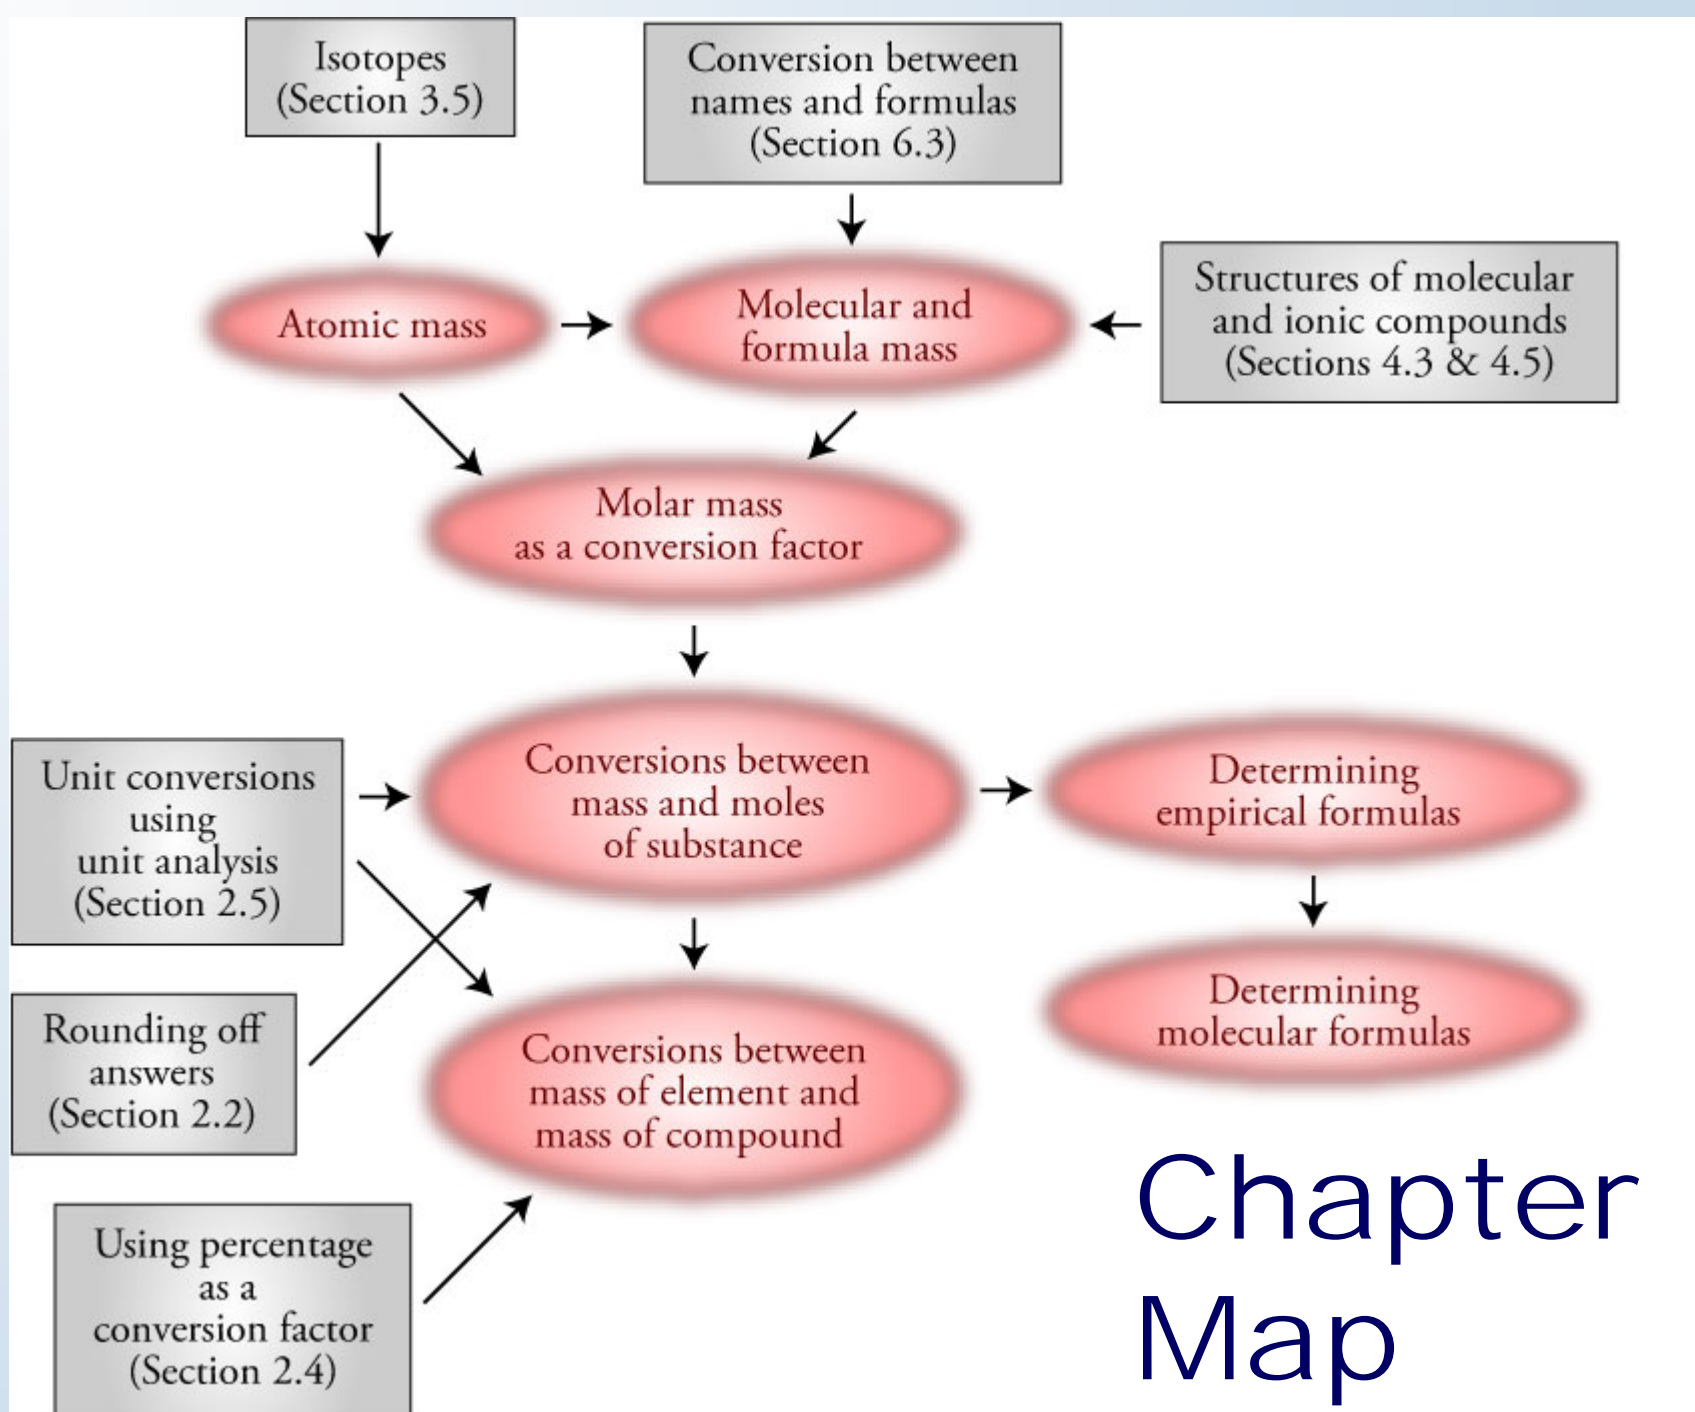 Isotopes
(Section 3.5)
Conversion between
names and formulas
(Section 6.3)
Atomic mass
Molecular and
formula mass
Structures of molecular
and ionic compounds
(Sections 4.3 & 4.5)
Molar mass
as a conversion factor
Unit conversions
using
unit analysis
(Section 2.5)
Conversions between
mass and moles
of substance
Determining
empirical formulas
Rounding off
answers
(Section 2.2)
Conversions between
mass of element and
mass of compound
Determining
molecular formulas
Using percentage
as a
conversion factor
(Section 2.4)
Chapter
Map